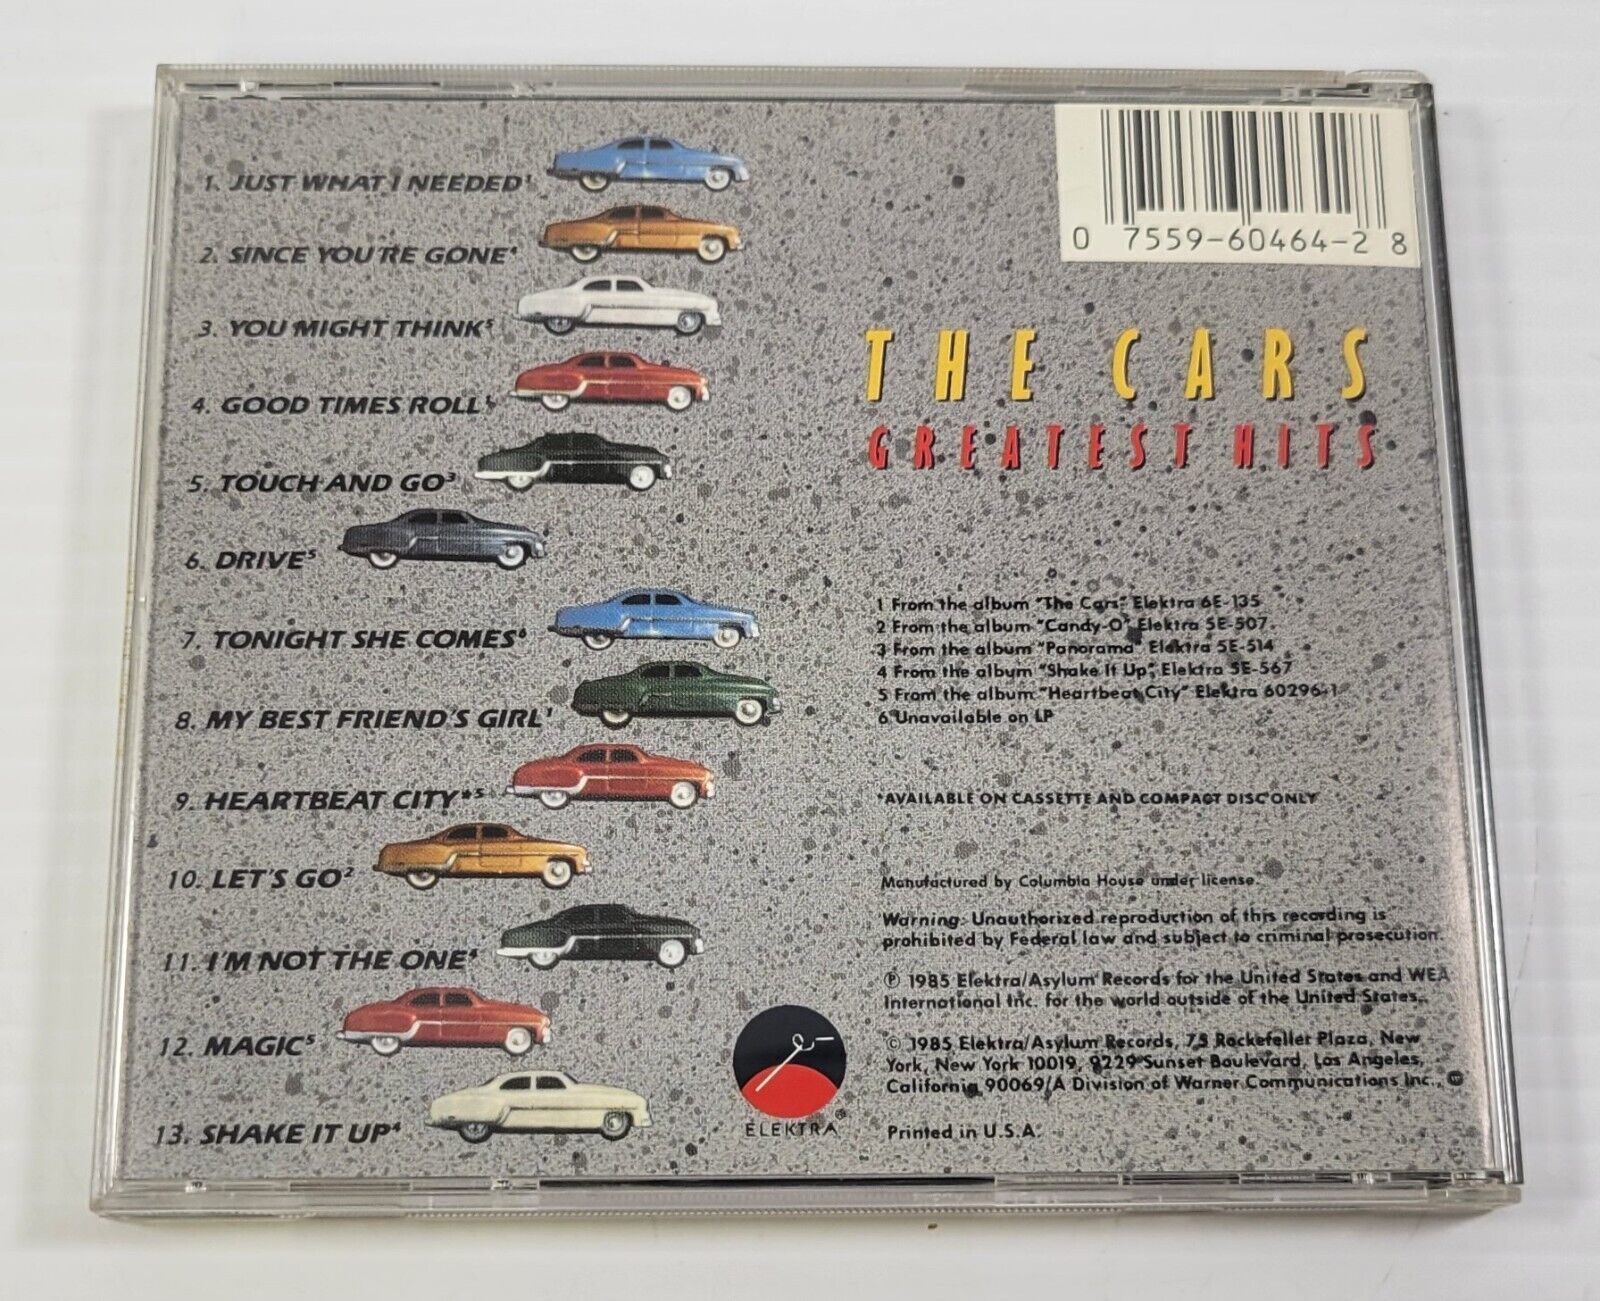 1. JUST WHAT I NEEDED¹
2. SINCE YOU'RE GONE⁴
3. YOU MIGHT THINK⁵
4. GOOD TIMES ROLL¹
5. TOUCH AND GO³
6. DRIVE⁵
7. TONIGHT SHE COMES⁶
8. MY BEST FRIEND'S GIRL¹
9. HEARTBEAT CITY*⁵
10. LET'S GO²
11. I'M NOT THE ONE⁴
12. MAGIC⁵
13. SHAKE IT UP⁴
0 75559-60464-2 8
THE CARS
GREATEST HITS
1 From the album "The Cars" Elektra 6E-135
2 From the album "Candy-O" Elektra 5E-507.
3 From the album "Panorama" Elektra 5E-514
4 From the album "Shake It Up", Elektra 5E-567
5 From the album "Heartbeat City" Elektra 60296-1
6 Unavailable on LP
*AVAILABLE ON CASSETTE AND COMPACT DISC ONLY
Manufactured by Columbia House under license.
Warning: Unauthorized reproduction of this recording is
prohibited by Federal law and subject to criminal prosecution.
℗ 1985 Elektra/Asylum Records for the United States and WEA
International Inc. for the world outside of the United States.
© 1985 Elektra/Asylum Records, 75 Rockefeller Plaza, New
York, New York 10019, 9229 Sunset Boulevard, Los Angeles,
California 90069/A Division of Warner Communications Inc.,
Printed in U.S.A.
ELEKTRA